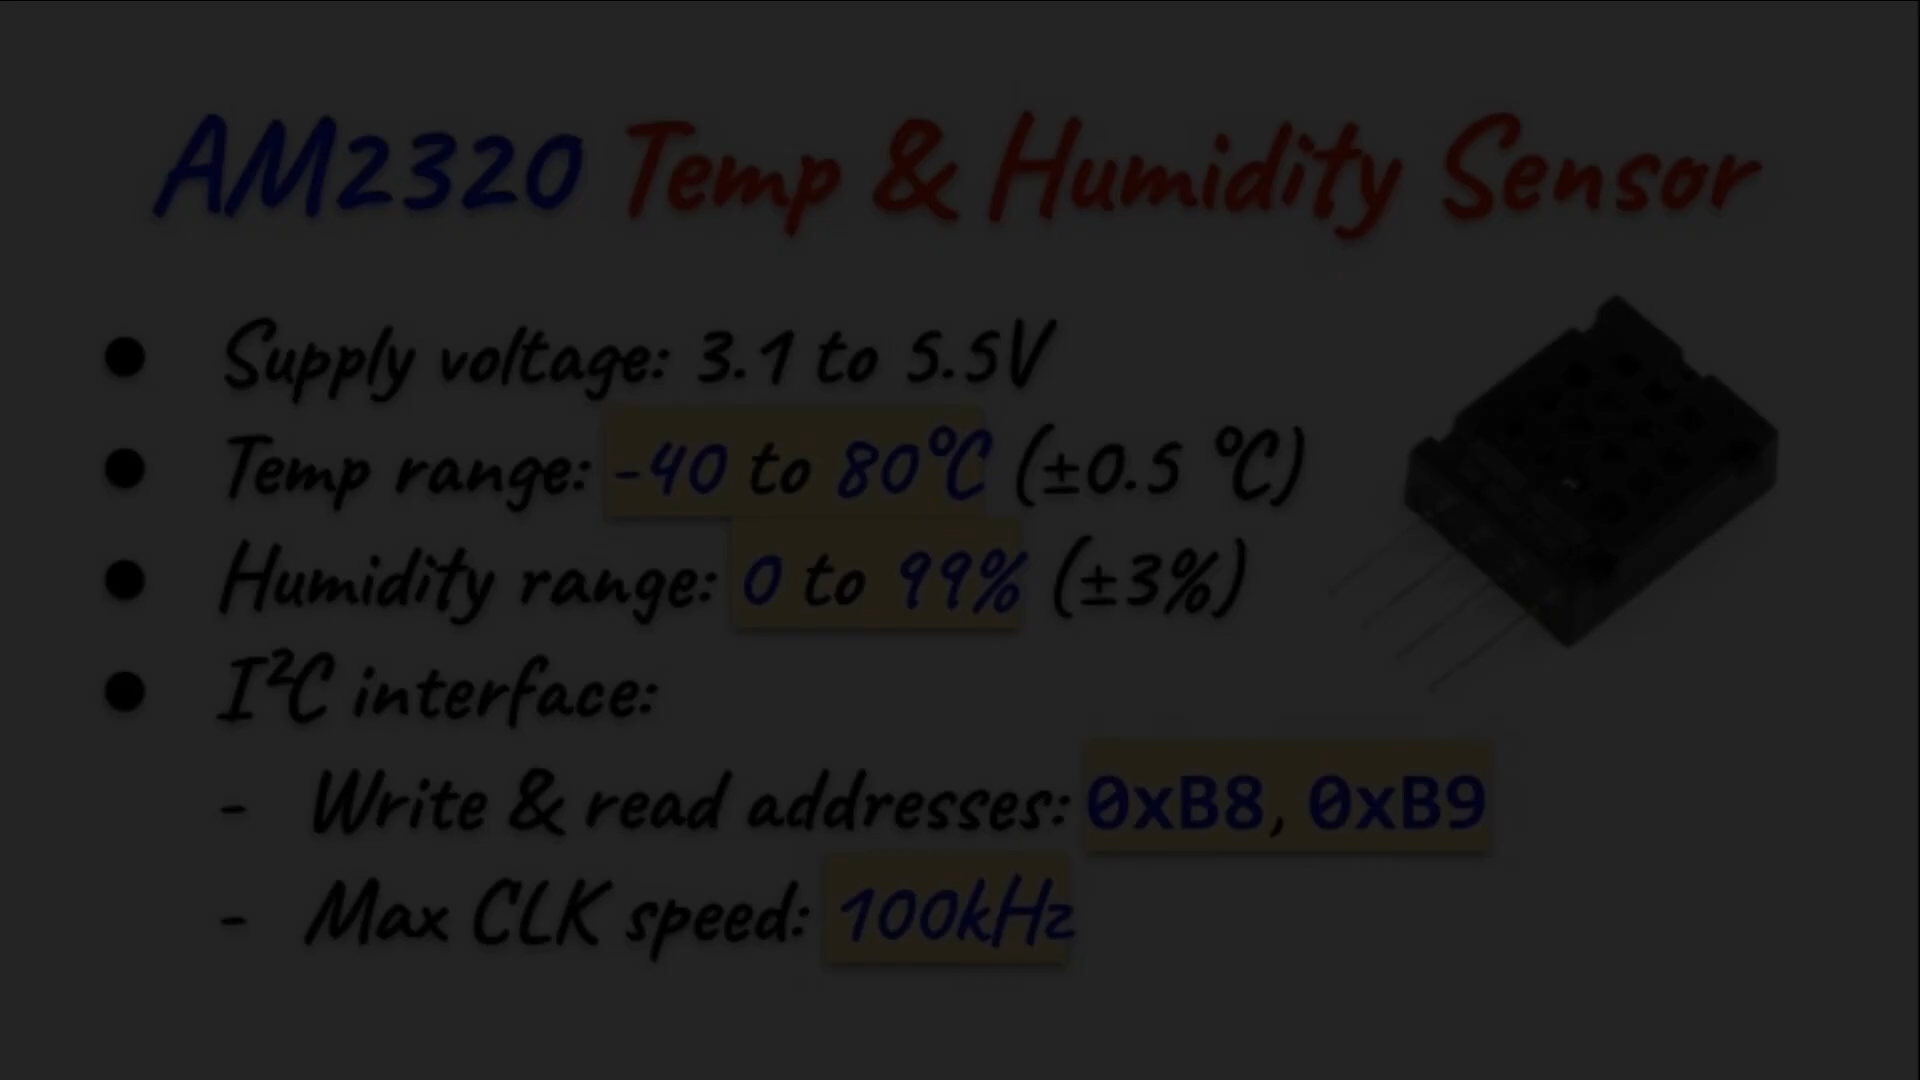 AM2320 Temp & Humidity Sensor
● Supply voltage: 3.1 to 5.5V
● Temp range: -40 to 80°C (±0.5 °C)
● Humidity range: 0 to 99% (±3%)
● I²C interface:
- Write & read addresses: 0xB8, 0xB9
- Max CLK speed: 100kHz